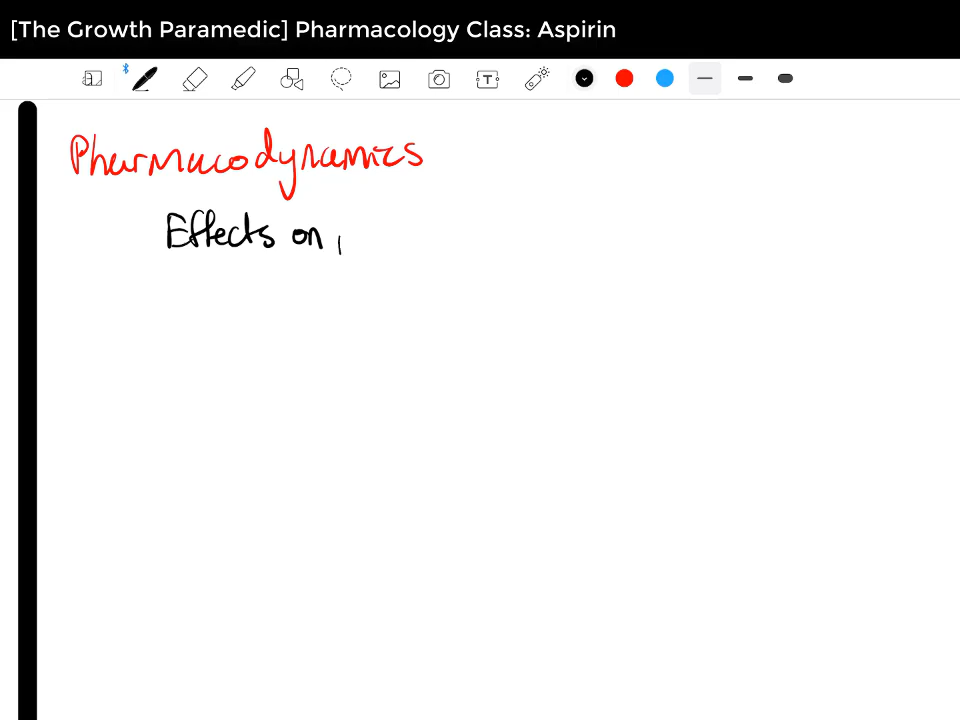 [The Growth Paramedic] Pharmacology Class: Aspirin
Pharmacodynamics
Effects on